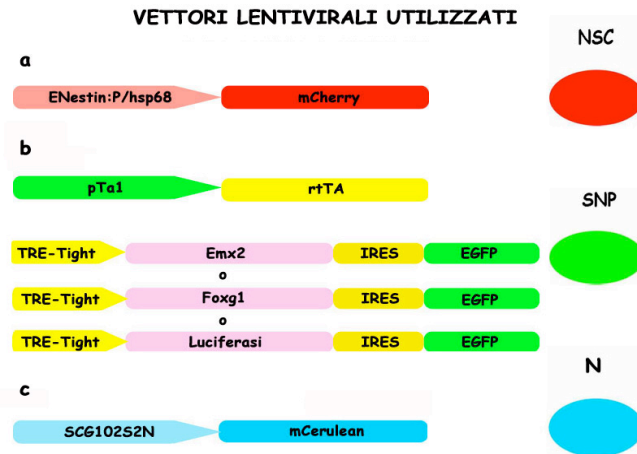 VETTORI LENTIVIRALI UTILIZZATI
NSC
a
ENestin:P/hsp68 mCherry
b
pTa1 rtTA
SNP
TRE-Tight Emx2 IRES EGFP
o
TRE-Tight Foxg1 IRES EGFP
o
TRE-Tight Luciferasi IRES EGFP
N
c
SCG102S2N mCerulean